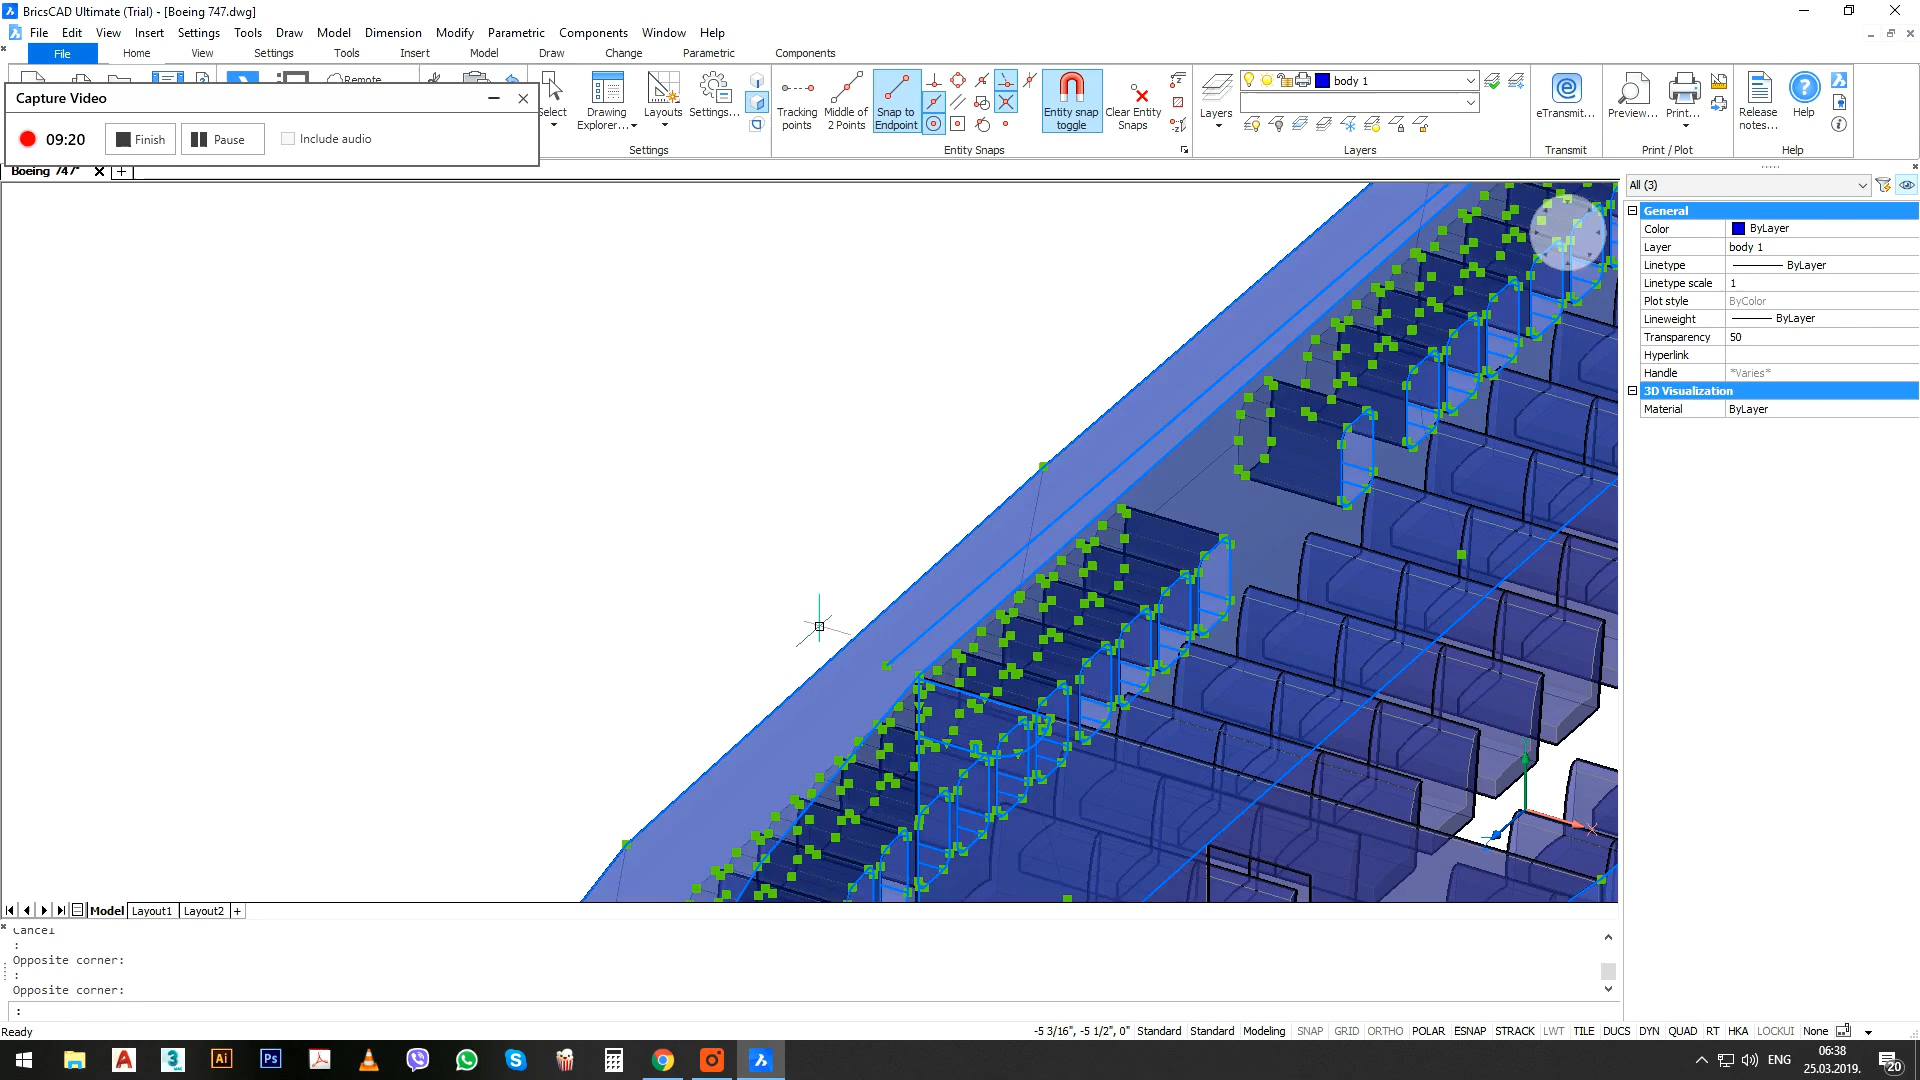 BricsCAD Ultimate (Trial) - [Boeing 747.dwg]
File Edit View Insert Settings Tools Draw Model Dimension Modify Parametric Components Window Help
File Home View Settings Tools Insert Model Draw Change Parametric Components
Remote
Capture Video
09:20 Finish Pause Include audio
Select Drawing Explorer... Layouts Settings...
Settings
Tracking points Middle of 2 Points Snap to Endpoint Entity snap toggle Clear Entity Snaps
Entity Snaps
Layers body 1
Layers
eTransmit...
Transmit
Preview... Print...
Print / Plot
Release notes... Help
Help
Boeing 747*
All (3)
General
Color ByLayer
Layer body 1
Linetype ByLayer
Linetype scale 1
Plot style ByColor
Lineweight ByLayer
Transparency 50
Hyperlink
Handle *Varies*
3D Visualization
Material ByLayer
Model Layout1 Layout2 +
Cancel
:
Opposite corner:
:
Opposite corner:
:
Ready
-5 3/16", -5 1/2", 0" Standard Standard Modeling SNAP GRID ORTHO POLAR ESNAP STRACK LWT TILE DUCS DYN QUAD RT HKA LOCKUI None
Ai Ps ENG 06:38
25.03.2019. 20